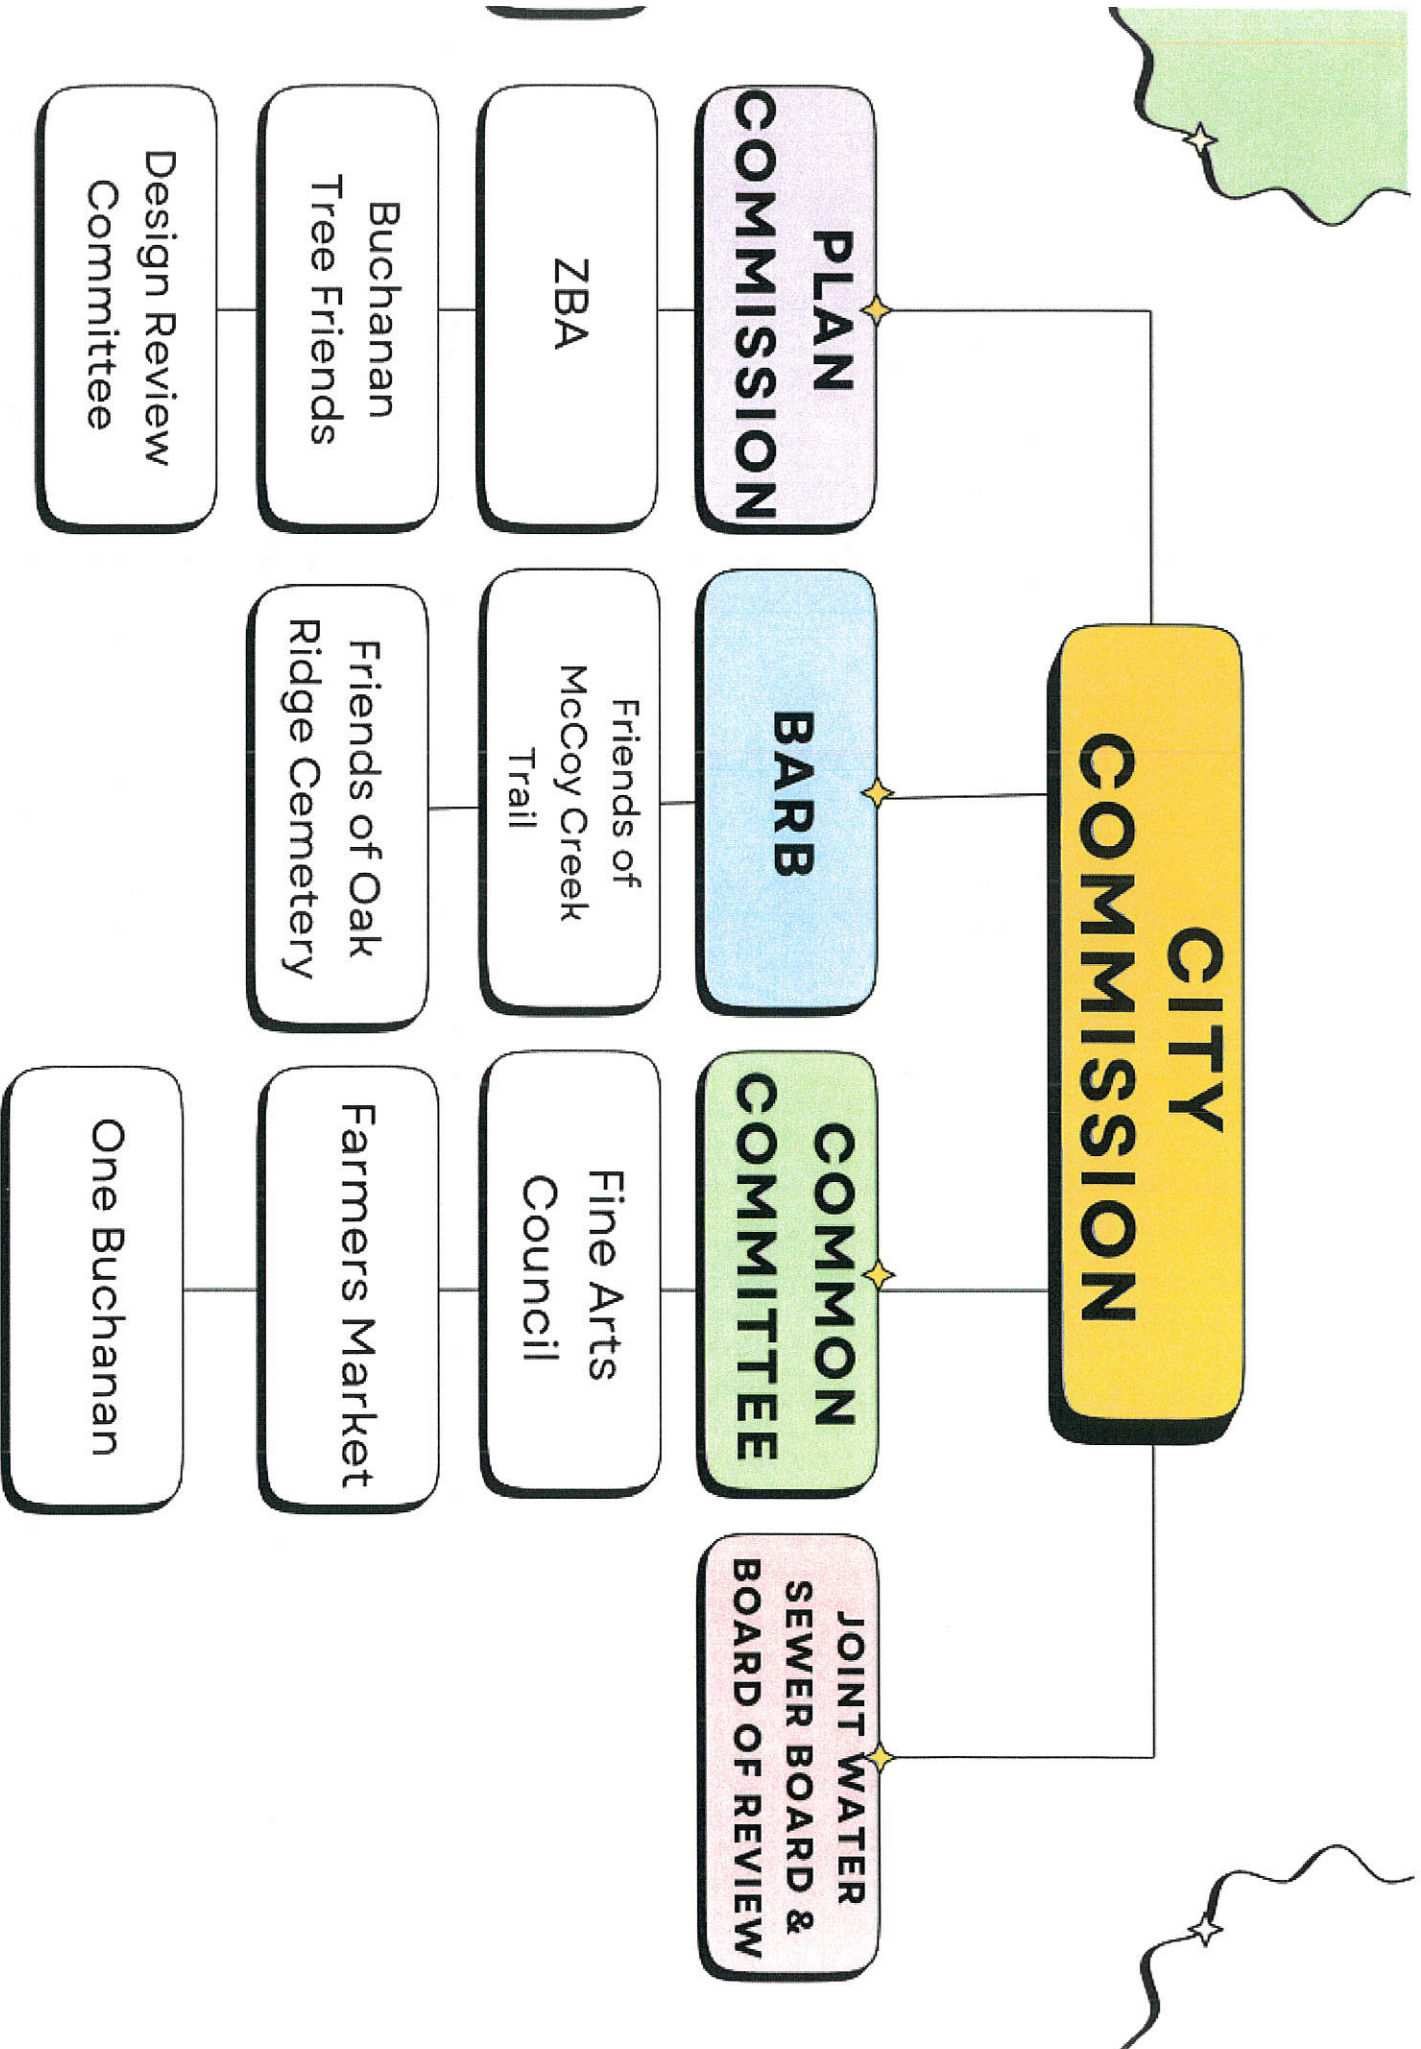 CITY
COMMISSION
PLAN
COMMISSION
ZBA
Buchanan
Tree Friends
Design Review
Committee
BARB
Friends of
McCoy Creek
Trail
Friends of Oak
Ridge Cemetery
COMMON
COMMITTEE
Fine Arts
Council
Farmers Market
One Buchanan
JOINT WATER
SEWER BOARD &
BOARD OF REVIEW